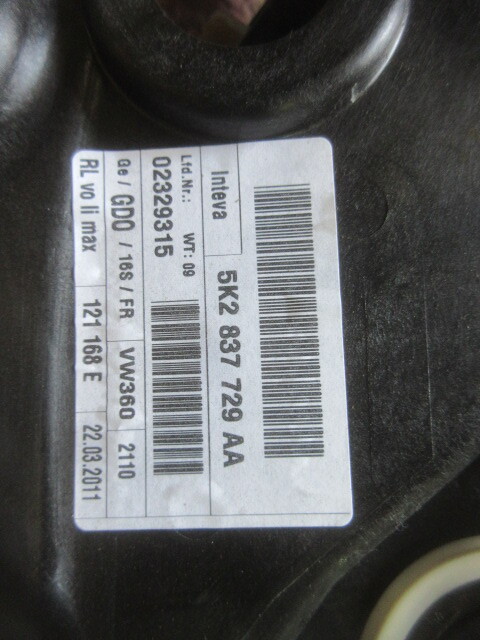 Inteva
5K2 837 729 AA
Lfd.Nr.: WT: 09
02329315
Ge / GDO / 16S / FR VW360 2110
RL vo li max 121 168 E 22.03.2011